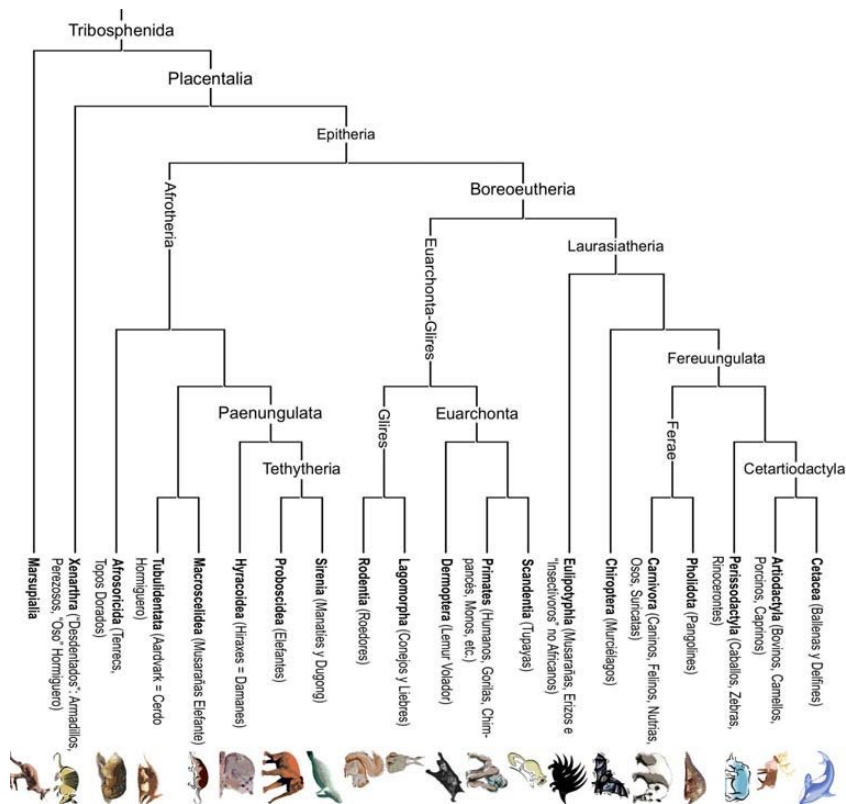 Tribosphenida
Placentalia
Epitheria
Afrotheria
Boreoeutheria
Euarchonta-Glires
Laurasiatheria
Fereuungulata
Paenungulata
Glires
Euarchonta
Ferae
Tethytheria
Cetartiodactyla
Marsupialia
Xenarthra ("Desdentados": Armadillos,
Perezosos, "Oso" Hormiguero)
Afrosoricida (Tenrecs,
Topos Dorados)
Tubulidentata (Aardvark = Cerdo
Hormiguero)
Macroscelidea (Musarañas Elefante)
Hyracoidea (Hiraxes = Damanes)
Proboscidea (Elefantes)
Sirenia (Manatíes y Dugong)
Rodentia (Roedores)
Lagomorpha (Conejos y Liebres)
Dermoptera (Lemur Volador)
Primates (Humanos, Gorilas, Chim-
pancés, Monos, etc.)
Scandentia (Tupayas)
Eulipotyphla (Musarañas, Erizos e
"Insectívoros" no Africanos)
Chiroptera (Murciélagos)
Carnivora (Caninos, Felinos, Nutrias,
Osos, Suricatas)
Pholidota (Pangolines)
Perissodactyla (Caballos, Zebras,
Rinocerontes)
Artiodactyla (Bovinos, Camellos,
Porcinos, Caprinos)
Cetacea (Ballenas y Delfines)